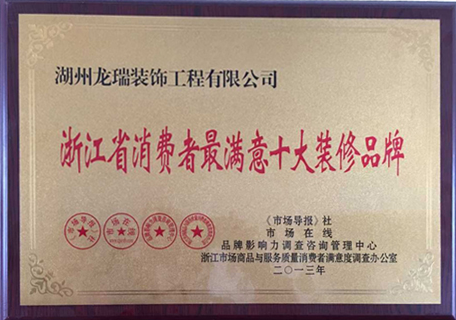 湖州龙瑞装饰工程有限公司
浙江省消费者最满意十大装修品牌
《市场导报》社
市场在线
品牌影响力调查咨询管理中心
浙江市场商品与服务质量消费者满意度调查办公室
二〇一三年